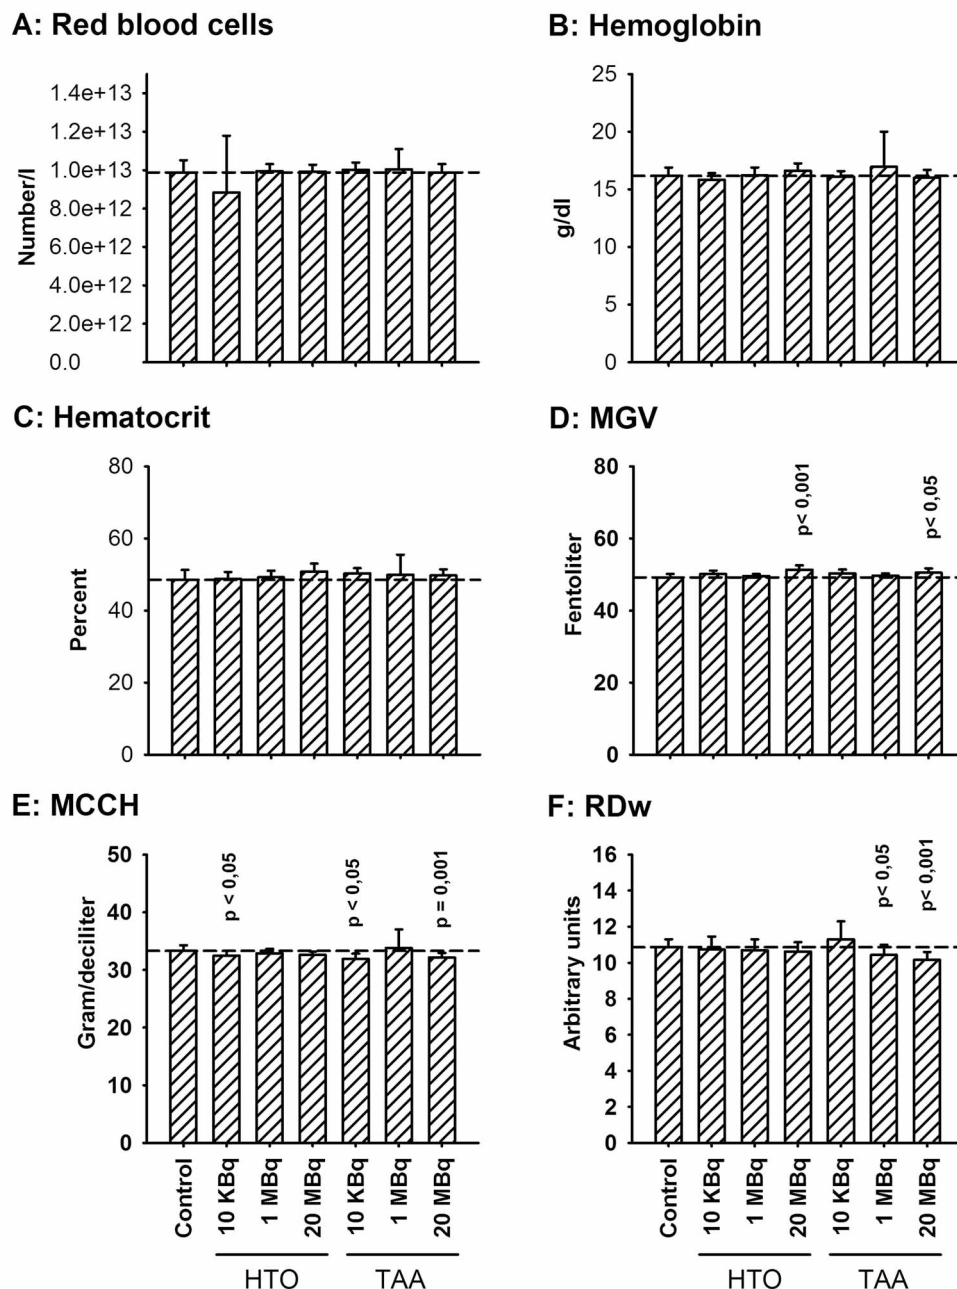 A: Red blood cells
Number/l
1.4e+13
1.2e+13
1.0e+13
8.0e+12
6.0e+12
4.0e+12
2.0e+12
0.0
B: Hemoglobin
g/dl
25
20
15
10
5
0
C: Hematocrit
Percent
80
60
40
20
0
D: MGV
Fentoliter
80
60
40
20
0
p< 0,001
p< 0,05
E: MCCH
Gram/deciliter
50
40
30
20
10
0
p < 0,05
p < 0,05
p = 0,001
Control
10 KBq
1 MBq
20 MBq
10 KBq
1 MBq
20 MBq
HTO
TAA
F: RDw
Arbitrary units
16
14
12
10
8
6
4
2
0
p< 0,05
p< 0,001
Control
10 KBq
1 MBq
20 MBq
10 KBq
1 MBq
20 MBq
HTO
TAA